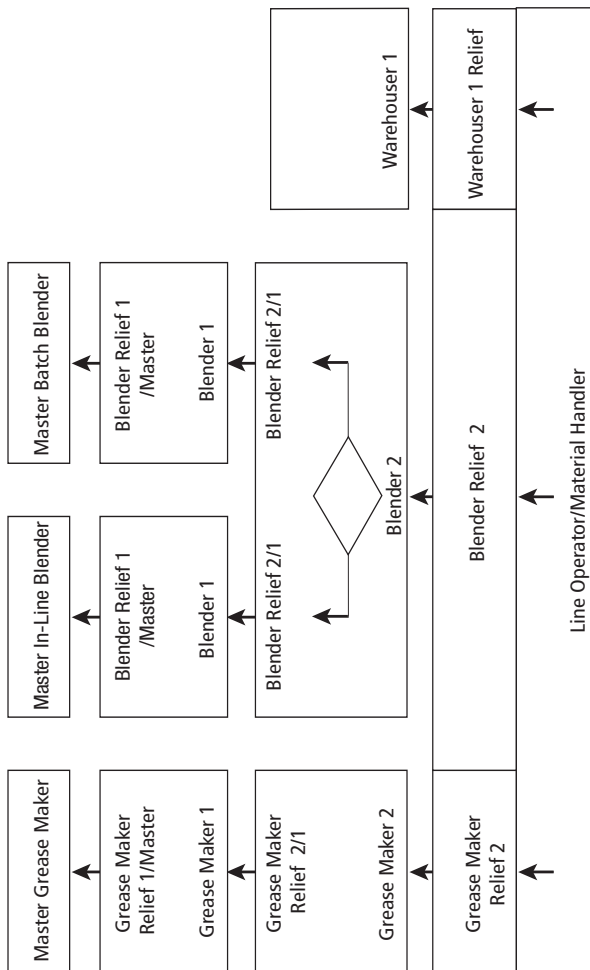 Master Grease Maker
Grease Maker
Relief 1/Master
Grease Maker 1
Grease Maker
Relief 2/1
Grease Maker 2
Grease Maker
Relief 2
Master In-Line Blender
Blender Relief 1
/Master
Blender 1
Blender Relief 2/1
Master Batch Blender
Blender Relief 1
/Master
Blender 1
Blender Relief 2/1
Blender 2
Blender Relief 2
Warehouser 1
Warehouser 1 Relief
Line Operator/Material Handler